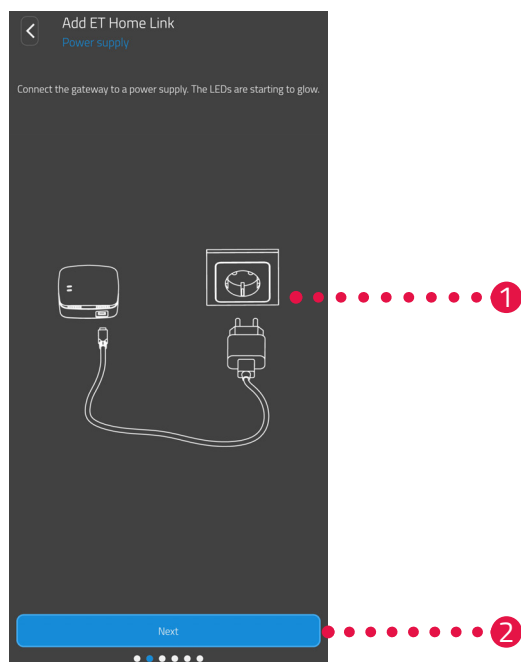 Add ET Home Link
Power supply
Connect the gateway to a power supply. The LEDs are starting to glow.
1
Next
2